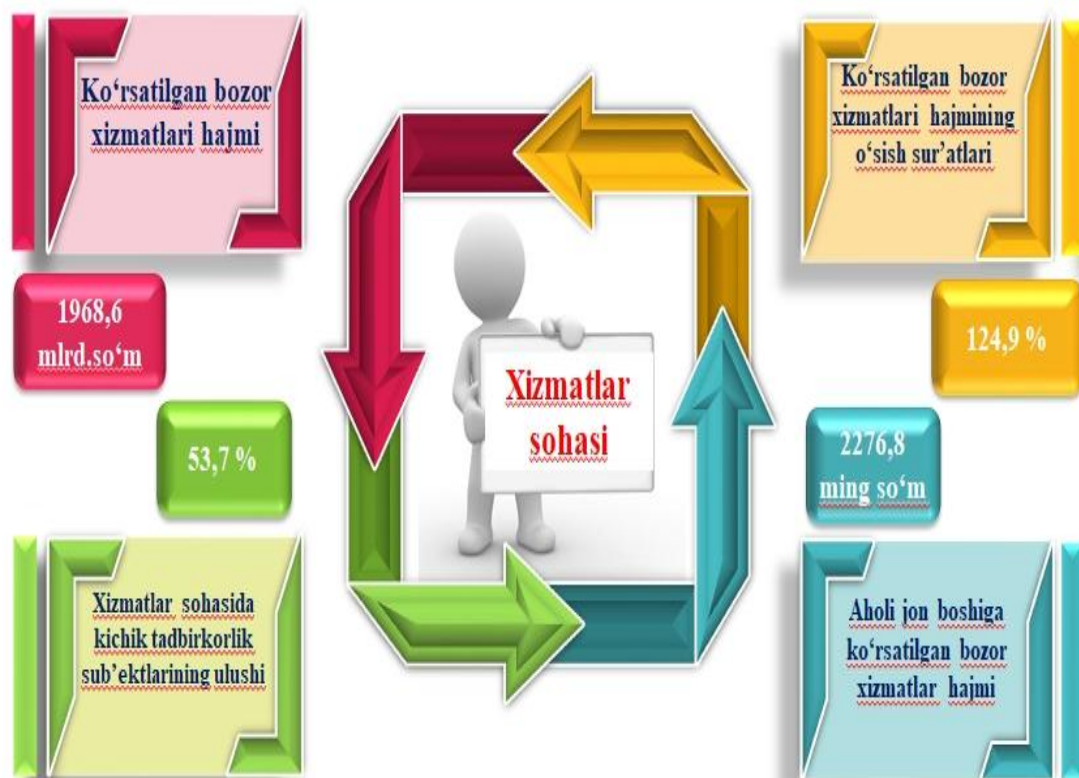 Ko‘rsatilgan bozor
xizmatlari hajmi
1968,6
mlrd.so‘m
Ko‘rsatilgan bozor
xizmatlari hajmining
o‘sish sur’atlari
124,9 %
Xizmatlar
sohasi
53,7 %
Xizmatlar sohasida
kichik tadbirkorlik
sub’ektlarining ulushi
2276,8
ming so‘m
Aholi jon boshiga
ko‘rsatilgan bozor
xizmatlar hajmi